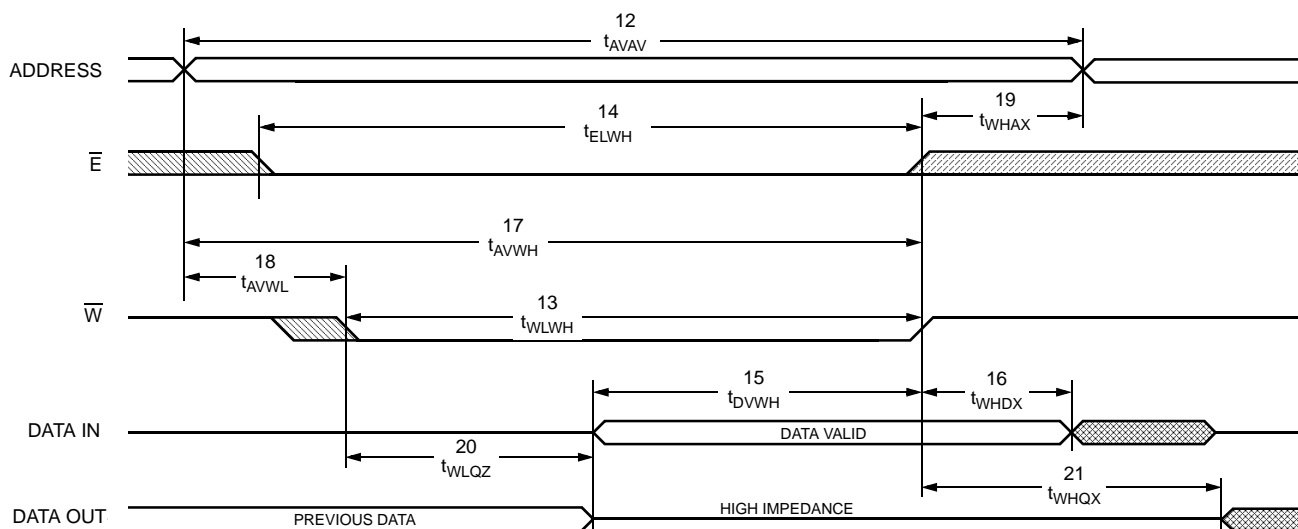 12
tAVAV
ADDRESS
14
tELWH
19
tWHAX
E
17
tAVWH
18
tAVWL
W
13
tWLWH
15
tDVWH
16
tWHDX
DATA IN
DATA VALID
20
tWLQZ
21
tWHQX
DATA OUT
PREVIOUS DATA
HIGH IMPEDANCE